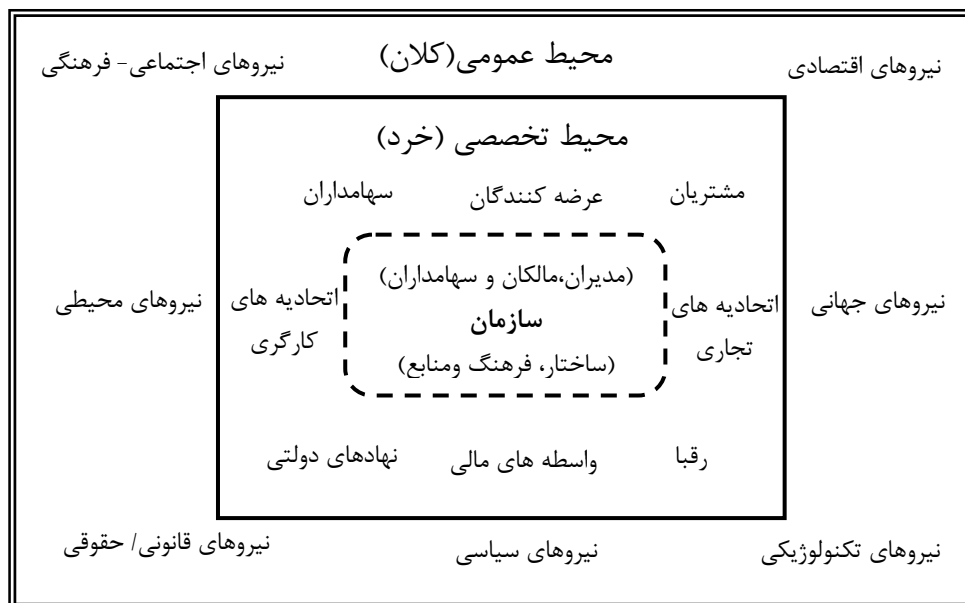 محیط عمومی(کلان)
نیروهای اقتصادی
نیروهای اجتماعی- فرهنگی
محیط تخصصی (خرد)
مشتریان
عرضه کنندگان
سهامداران
(مدیران،مالکان و سهامداران)
سازمان
(ساختار، فرهنگ ومنابع)
نیروهای جهانی
اتحادیه های
تجاری
اتحادیه های
کارگری
نیروهای محیطی
رقبا
واسطه های مالی
نهادهای دولتی
نیروهای تکنولوژیکی
نیروهای سیاسی
نیروهای قانونی/ حقوقی